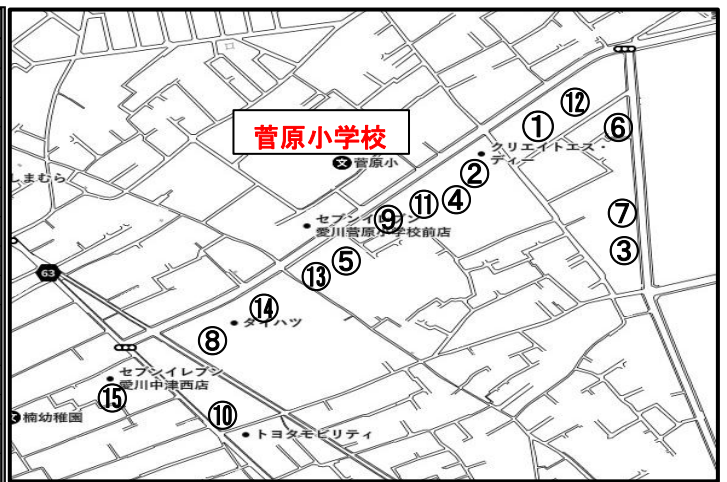 菅原小学校
菅原小
⑫
①
⑥
クリエイトエス・
ディー
②
④
⑪
⑨
セブンイレブン
愛川菅原小学校前店
⑦
③
しまむら
⑤
⑬
63
⑭
ダイハツ
⑧
セブンイレブン
愛川中津西店
⑮
⑩
楠幼稚園
トヨタモビリティ